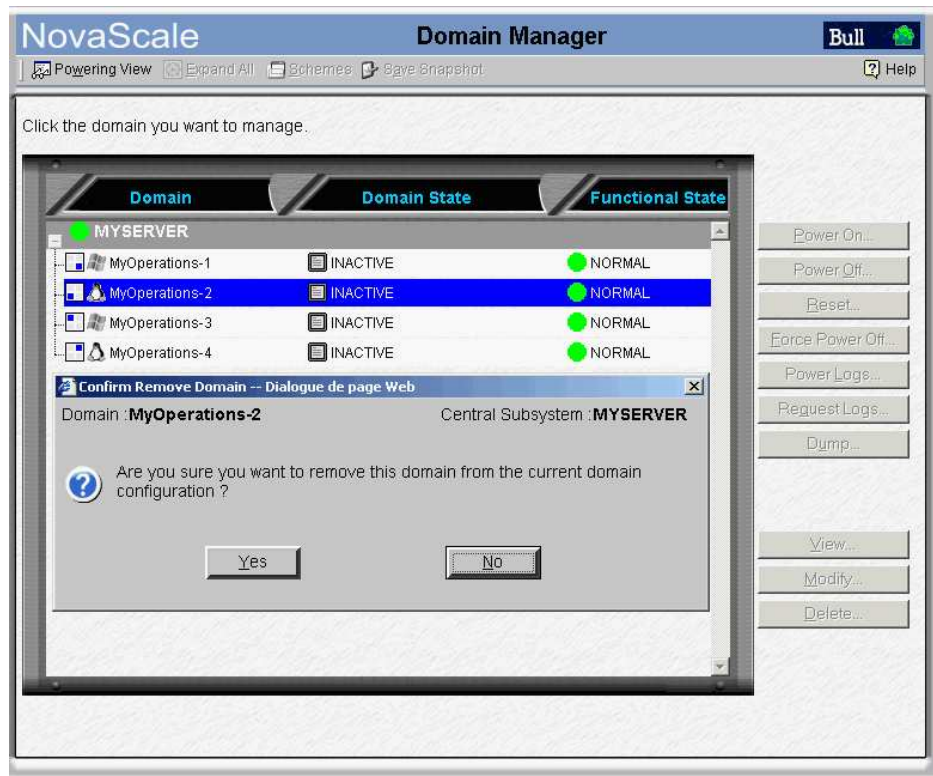 NovaScale
Domain Manager
Bull
Powering View Expand All Schemes Save Snapshot Help
Click the domain you want to manage.
Domain Domain State Functional State
MYSERVER
MyOperations-1 INACTIVE NORMAL
MyOperations-2 INACTIVE NORMAL
MyOperations-3 INACTIVE NORMAL
MyOperations-4 INACTIVE NORMAL
Confirm Remove Domain -- Dialogue de page Web
Domain :MyOperations-2 Central Subsystem :MYSERVER
Are you sure you want to remove this domain from the current domain
configuration ?
Yes No
Power On...
Power Off...
Reset...
Force Power Off...
Power Logs...
Request Logs...
Dump...
View...
Modify...
Delete...